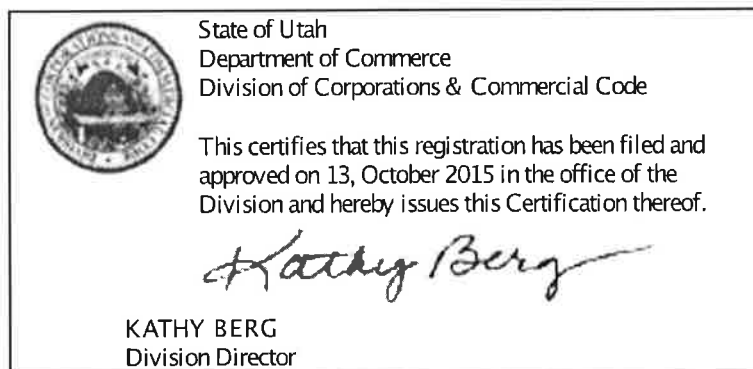 State of Utah
Department of Commerce
Division of Corporations & Commercial Code
This certifies that this registration has been filed and
approved on 13, October 2015 in the office of the
Division and hereby issues this Certification thereof.
Kathy Berg
KATHY BERG
Division Director